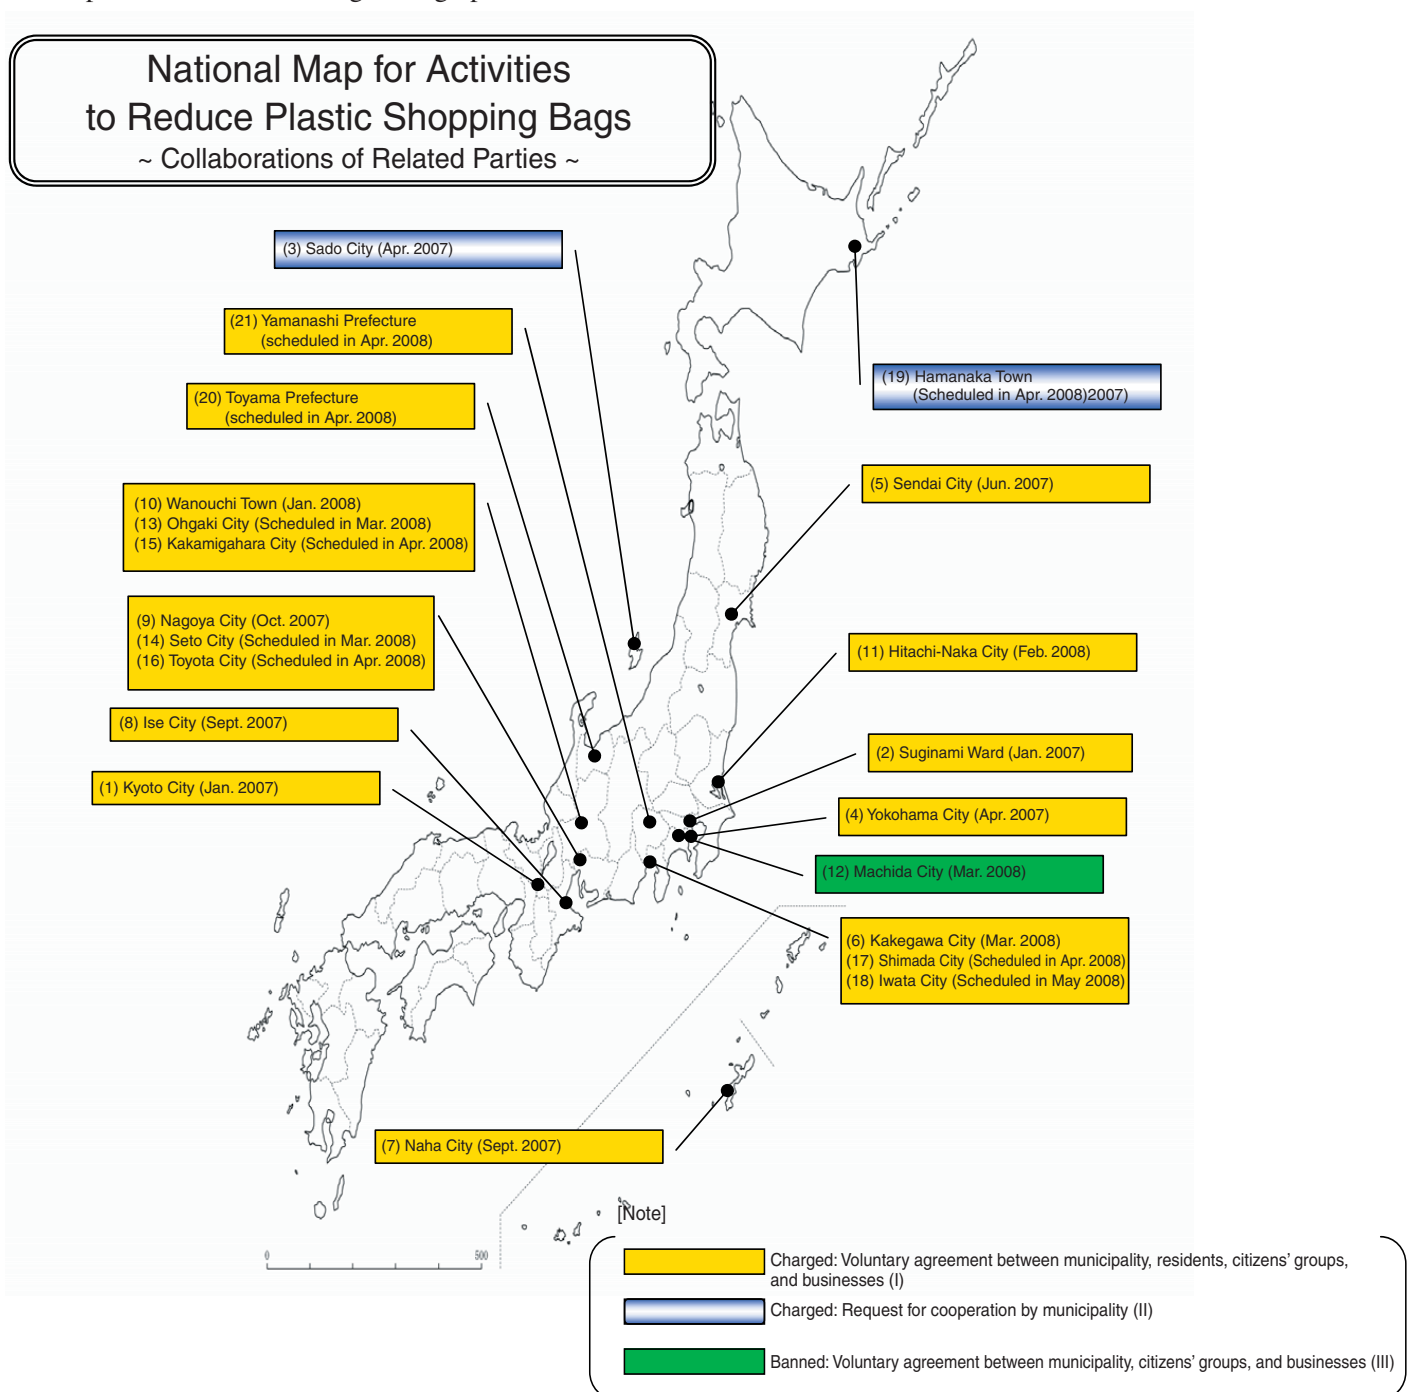 National Map for Activities
to Reduce Plastic Shopping Bags
~ Collaborations of Related Parties ~
(3) Sado City (Apr. 2007)
(21) Yamanashi Prefecture
(scheduled in Apr. 2008)
(19) Hamanaka Town
(Scheduled in Apr. 2008)2007)
(20) Toyama Prefecture
(scheduled in Apr. 2008)
(5) Sendai City (Jun. 2007)
(10) Wanouchi Town (Jan. 2008)
(13) Ohgaki City (Scheduled in Mar. 2008)
(15) Kakamigahara City (Scheduled in Apr. 2008)
(9) Nagoya City (Oct. 2007)
(14) Seto City (Scheduled in Mar. 2008)
(16) Toyota City (Scheduled in Apr. 2008)
(11) Hitachi-Naka City (Feb. 2008)
(8) Ise City (Sept. 2007)
(2) Suginami Ward (Jan. 2007)
(1) Kyoto City (Jan. 2007)
(4) Yokohama City (Apr. 2007)
(12) Machida City (Mar. 2008)
(6) Kakegawa City (Mar. 2008)
(17) Shimada City (Scheduled in Apr. 2008)
(18) Iwata City (Scheduled in May 2008)
(7) Naha City (Sept. 2007)
[Note]
0 500
Charged: Voluntary agreement between municipality, residents, citizens' groups,
and businesses (I)
Charged: Request for cooperation by municipality (II)
Banned: Voluntary agreement between municipality, citizens' groups, and businesses (III)